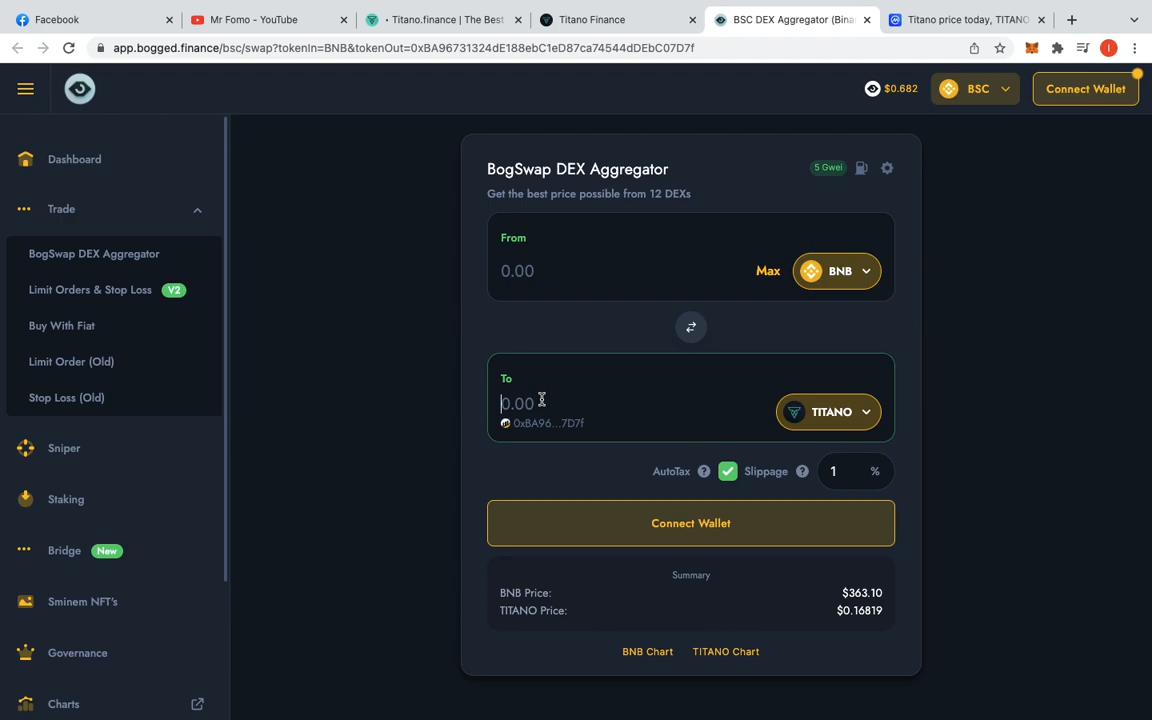 Facebook
Mr Fomo - YouTube
• Titano.finance | The Best
Titano Finance
BSC DEX Aggregator (Bina
Titano price today, TITANO
app.bogged.finance/bsc/swap?tokenIn=BNB&tokenOut=0xBA96731324dE188ebC1eD87ca74544dDEbC07D7f
I
$0.682
BSC
Connect Wallet
Dashboard
Trade
BogSwap DEX Aggregator
Limit Orders & Stop Loss V2
Buy With Fiat
Limit Order (Old)
Stop Loss (Old)
Sniper
Staking
Bridge New
Sminem NFT's
Governance
Charts
BogSwap DEX Aggregator
5 Gwei
Get the best price possible from 12 DEXs
From
0.00
Max
BNB
To
0.00
0xBA96...7D7f
TITANO
AutoTax ? Slippage ? 1 %
Connect Wallet
Summary
BNB Price: $363.10
TITANO Price: $0.16819
BNB Chart TITANO Chart